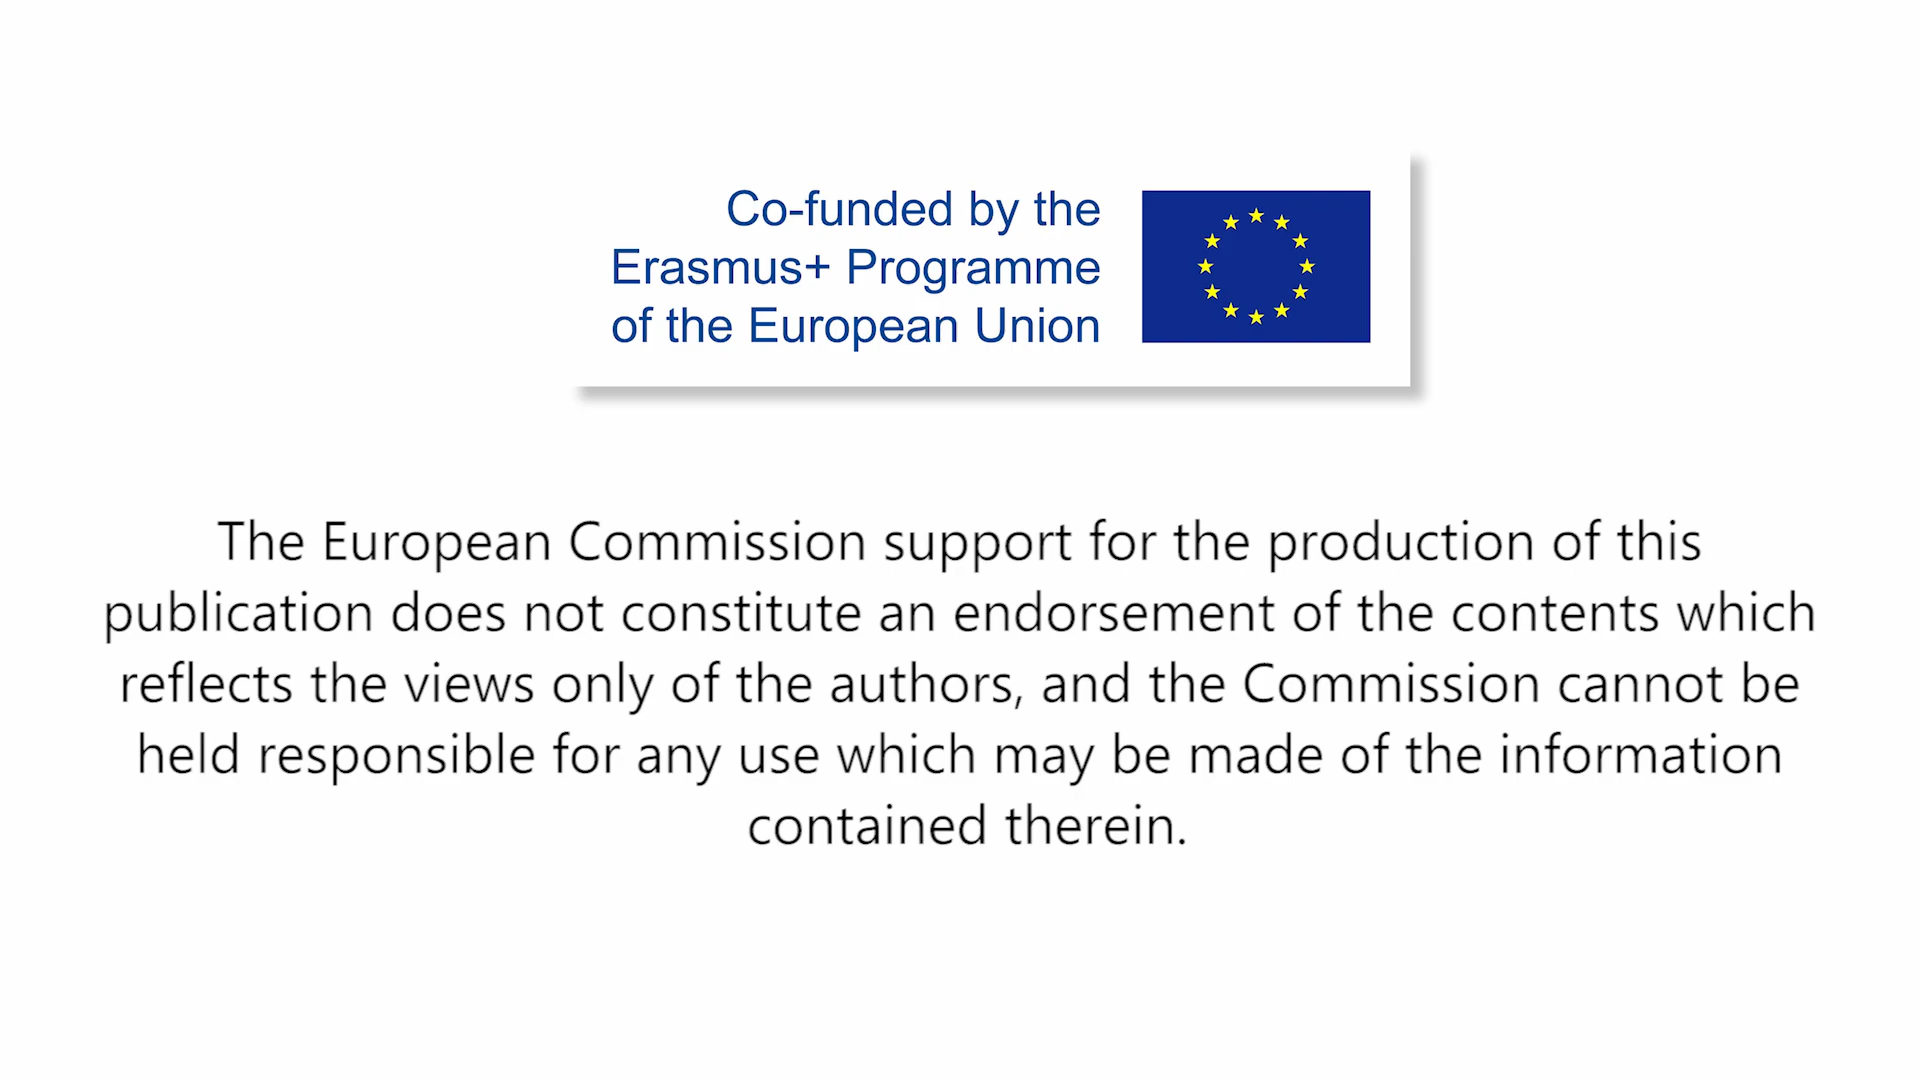 Co-funded by the
Erasmus+ Programme
of the European Union
The European Commission support for the production of this
publication does not constitute an endorsement of the contents which
reflects the views only of the authors, and the Commission cannot be
held responsible for any use which may be made of the information
contained therein.